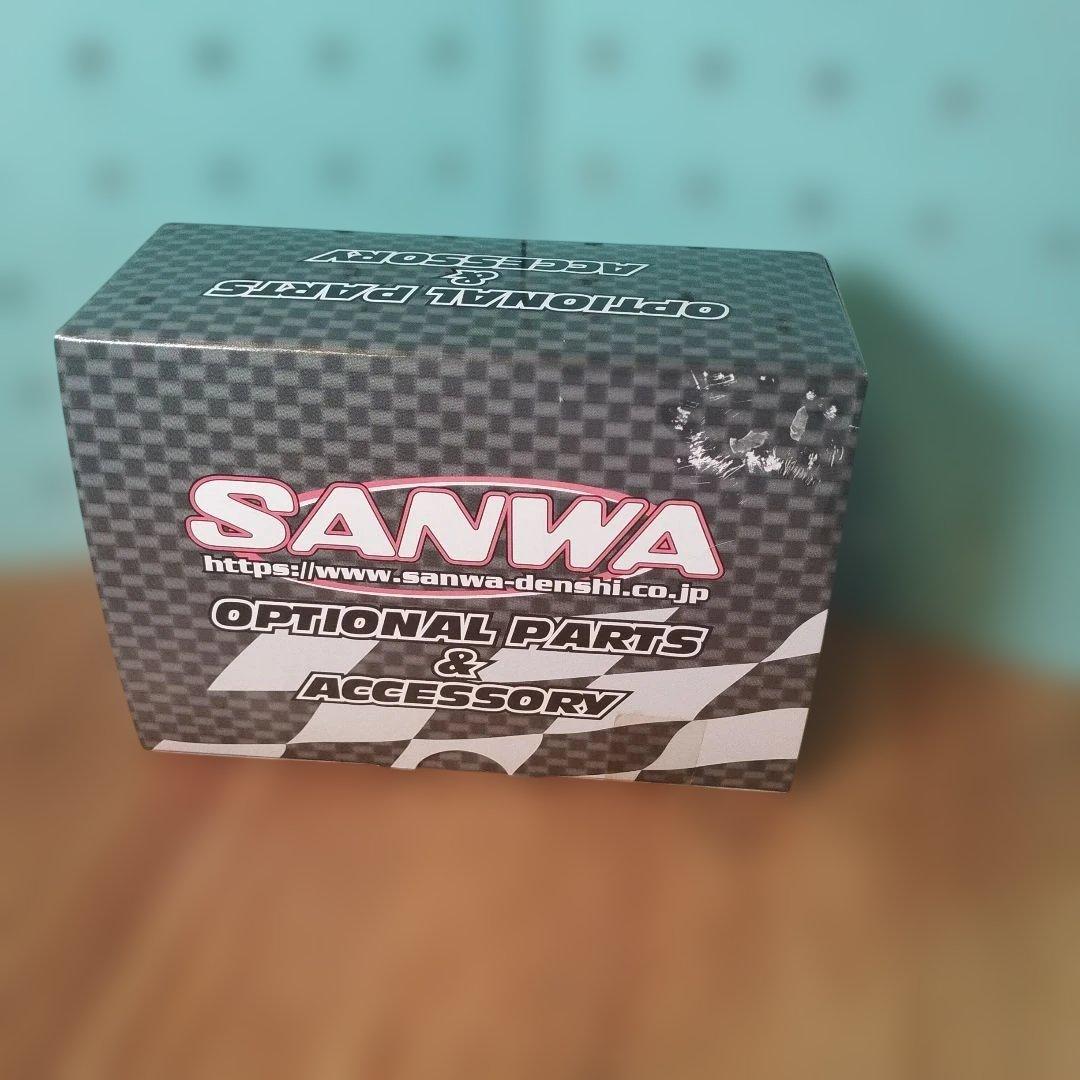 OPTIONAL PARTS
&
ACCESSORY
SANWA
https://www.sanwa-denshi.co.jp
OPTIONAL PARTS
&
ACCESSORY